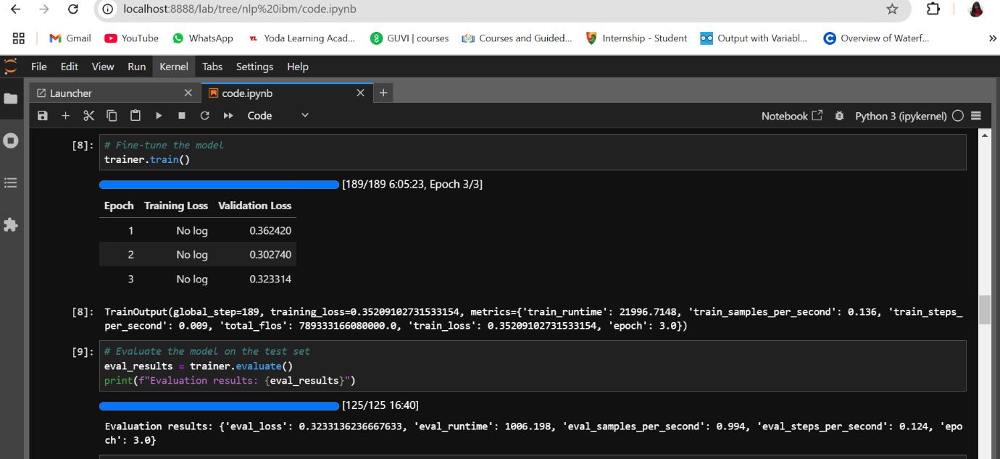 localhost:8888/lab/tree/nlp%20ibm/code.ipynb
Gmail YouTube WhatsApp YL Yoda Learning Acad... GUVI | courses Courses and Guided... Internship - Student Output with Variabl... Overview of Waterf... »
File Edit View Run Kernel Tabs Settings Help
Launcher code.ipynb
Code Notebook Python 3 (ipykernel)
[8]: # Fine-tune the model
trainer.train()
[189/189 6:05:23, Epoch 3/3]
Epoch Training Loss Validation Loss
1 No log 0.362420
2 No log 0.302740
3 No log 0.323314
[8]: TrainOutput(global_step=189, training_loss=0.35209102731533154, metrics={'train_runtime': 21996.7148, 'train_samples_per_second': 0.136, 'train_steps_
per_second': 0.009, 'total_flos': 789333166080000.0, 'train_loss': 0.35209102731533154, 'epoch': 3.0})
[9]: # Evaluate the model on the test set
eval_results = trainer.evaluate()
print(f"Evaluation results: {eval_results}")
[125/125 16:40]
Evaluation results: {'eval_loss': 0.3233136236667633, 'eval_runtime': 1006.198, 'eval_samples_per_second': 0.994, 'eval_steps_per_second': 0.124, 'epo
ch': 3.0}